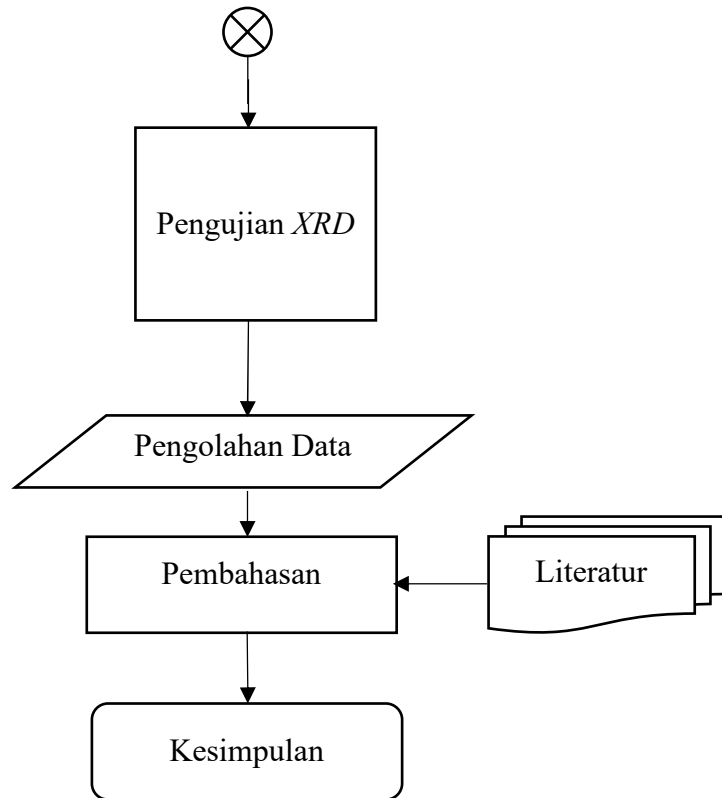 Pengujian XRD
Pengolahan Data
Pembahasan
Literatur
Kesimpulan